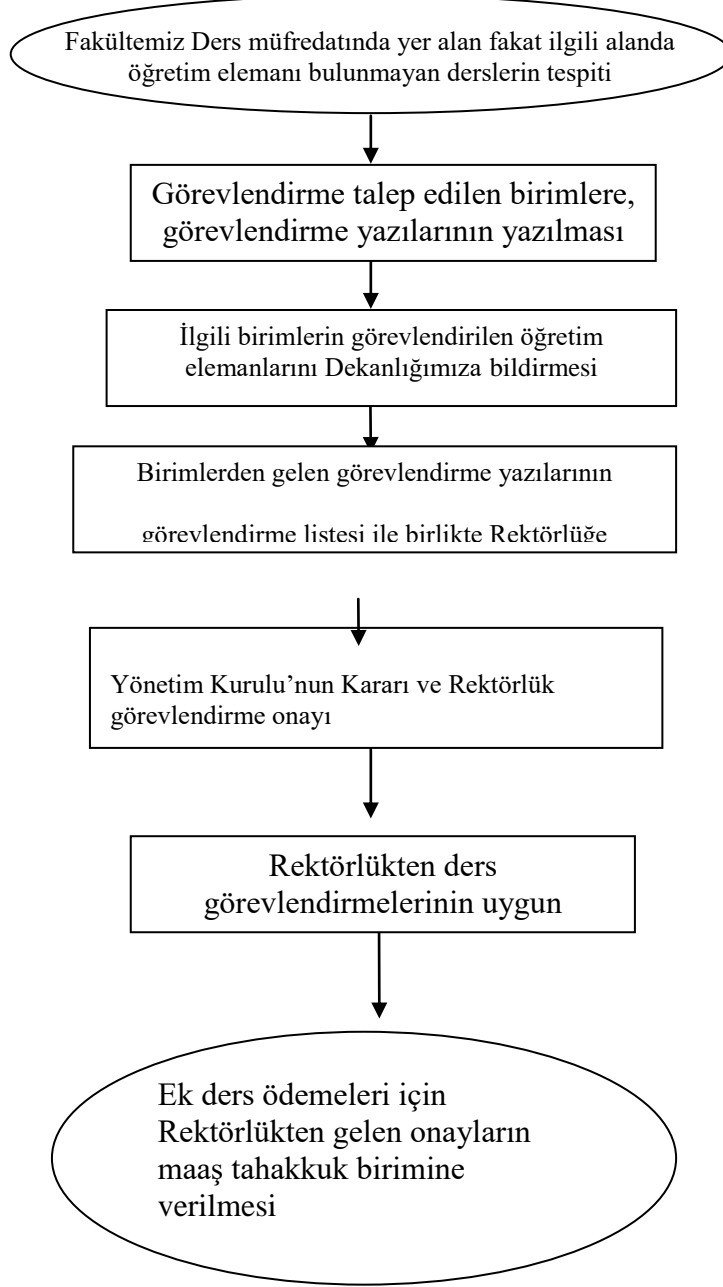 Fakültemiz Ders müfredatında yer alan fakat ilgili alanda
öğretim elemanı bulunmayan derslerin tespiti
Görevlendirme talep edilen birimlere,
görevlendirme yazılarının yazılması
İlgili birimlerin görevlendirilen öğretim
elemanlarını Dekanlığımıza bildirmesi
Birimlerden gelen görevlendirme yazılarının
görevlendirme listesi ile birlikte Rektörlüğe
Yönetim Kurulu’nun Kararı ve Rektörlük
görevlendirme onayı
Rektörlükten ders
görevlendirmelerinin uygun
Ek ders ödemeleri için
Rektörlükten gelen onayların
maaş tahakkuk birimine
verilmesi